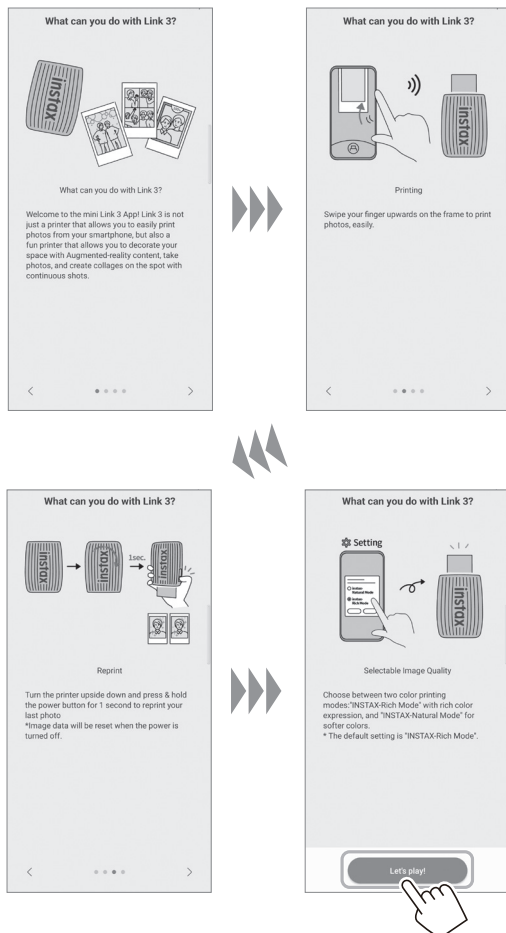 What can you do with Link 3?
instax
What can you do with Link 3?
Welcome to the mini Link 3 App! Link 3 is not
just a printer that allows you to easily print
photos from your smartphone, but also a
fun printer that allows you to decorate your
space with Augmented-reality content, take
photos, and create collages on the spot with
continuous shots.
What can you do with Link 3?
instax
Printing
Swipe your finger upwards on the frame to print
photos, easily.
What can you do with Link 3?
instax
instax
1sec.
instax
Reprint
Turn the printer upside down and press & hold
the power button for 1 second to reprint your
last photo
*Image data will be reset when the power is
turned off.
What can you do with Link 3?
Setting
instax
Natural Mode
instax
Rich Mode
instax
Selectable Image Quality
Choose between two color printing
modes:"INSTAX-Rich Mode" with rich color
expression, and "INSTAX-Natural Mode" for
softer colors.
* The default setting is "INSTAX-Rich Mode".
Let's play!